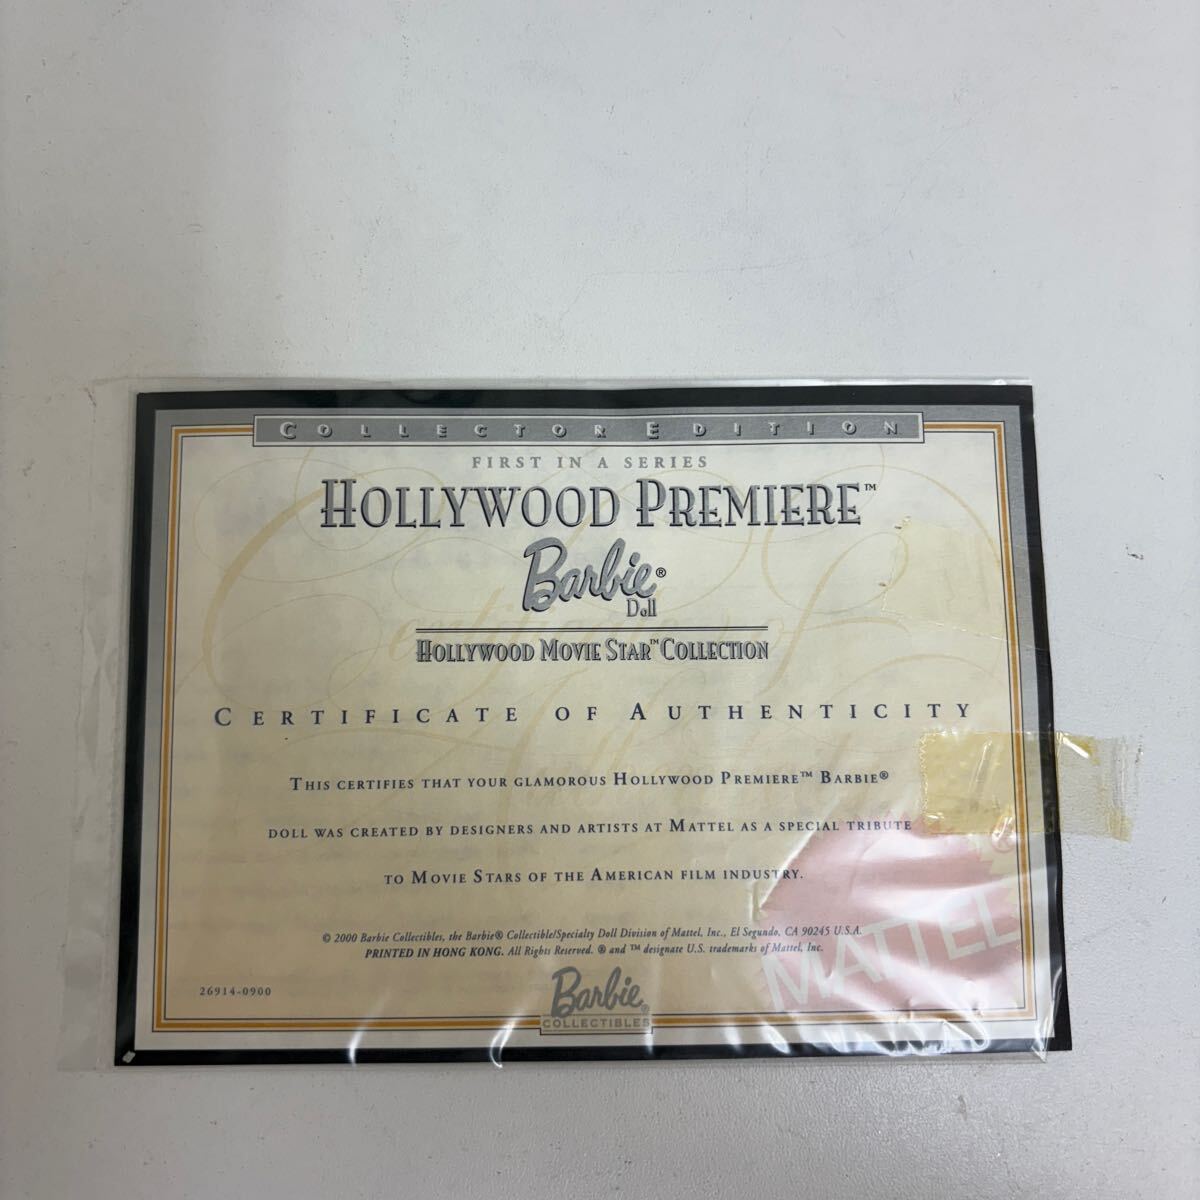 COLLECTOR EDITION
FIRST IN A SERIES
HOLLYWOOD PREMIERE™
Barbie®
Doll
HOLLYWOOD MOVIE STAR™ COLLECTION
CERTIFICATE OF AUTHENTICITY
THIS CERTIFIES THAT YOUR GLAMOROUS HOLLYWOOD PREMIERE™ BARBIE®
DOLL WAS CREATED BY DESIGNERS AND ARTISTS AT MATTEL AS A SPECIAL TRIBUTE
TO MOVIE STARS OF THE AMERICAN FILM INDUSTRY.
© 2000 Barbie Collectibles, the Barbie® Collectible/Specialty Doll Division of Mattel, Inc., El Segundo, CA 90245 U.S.A.
PRINTED IN HONG KONG. All Rights Reserved. ® and ™ designate U.S. trademarks of Mattel, Inc.
MATTEL®
26914-0900
Barbie®
COLLECTIBLES